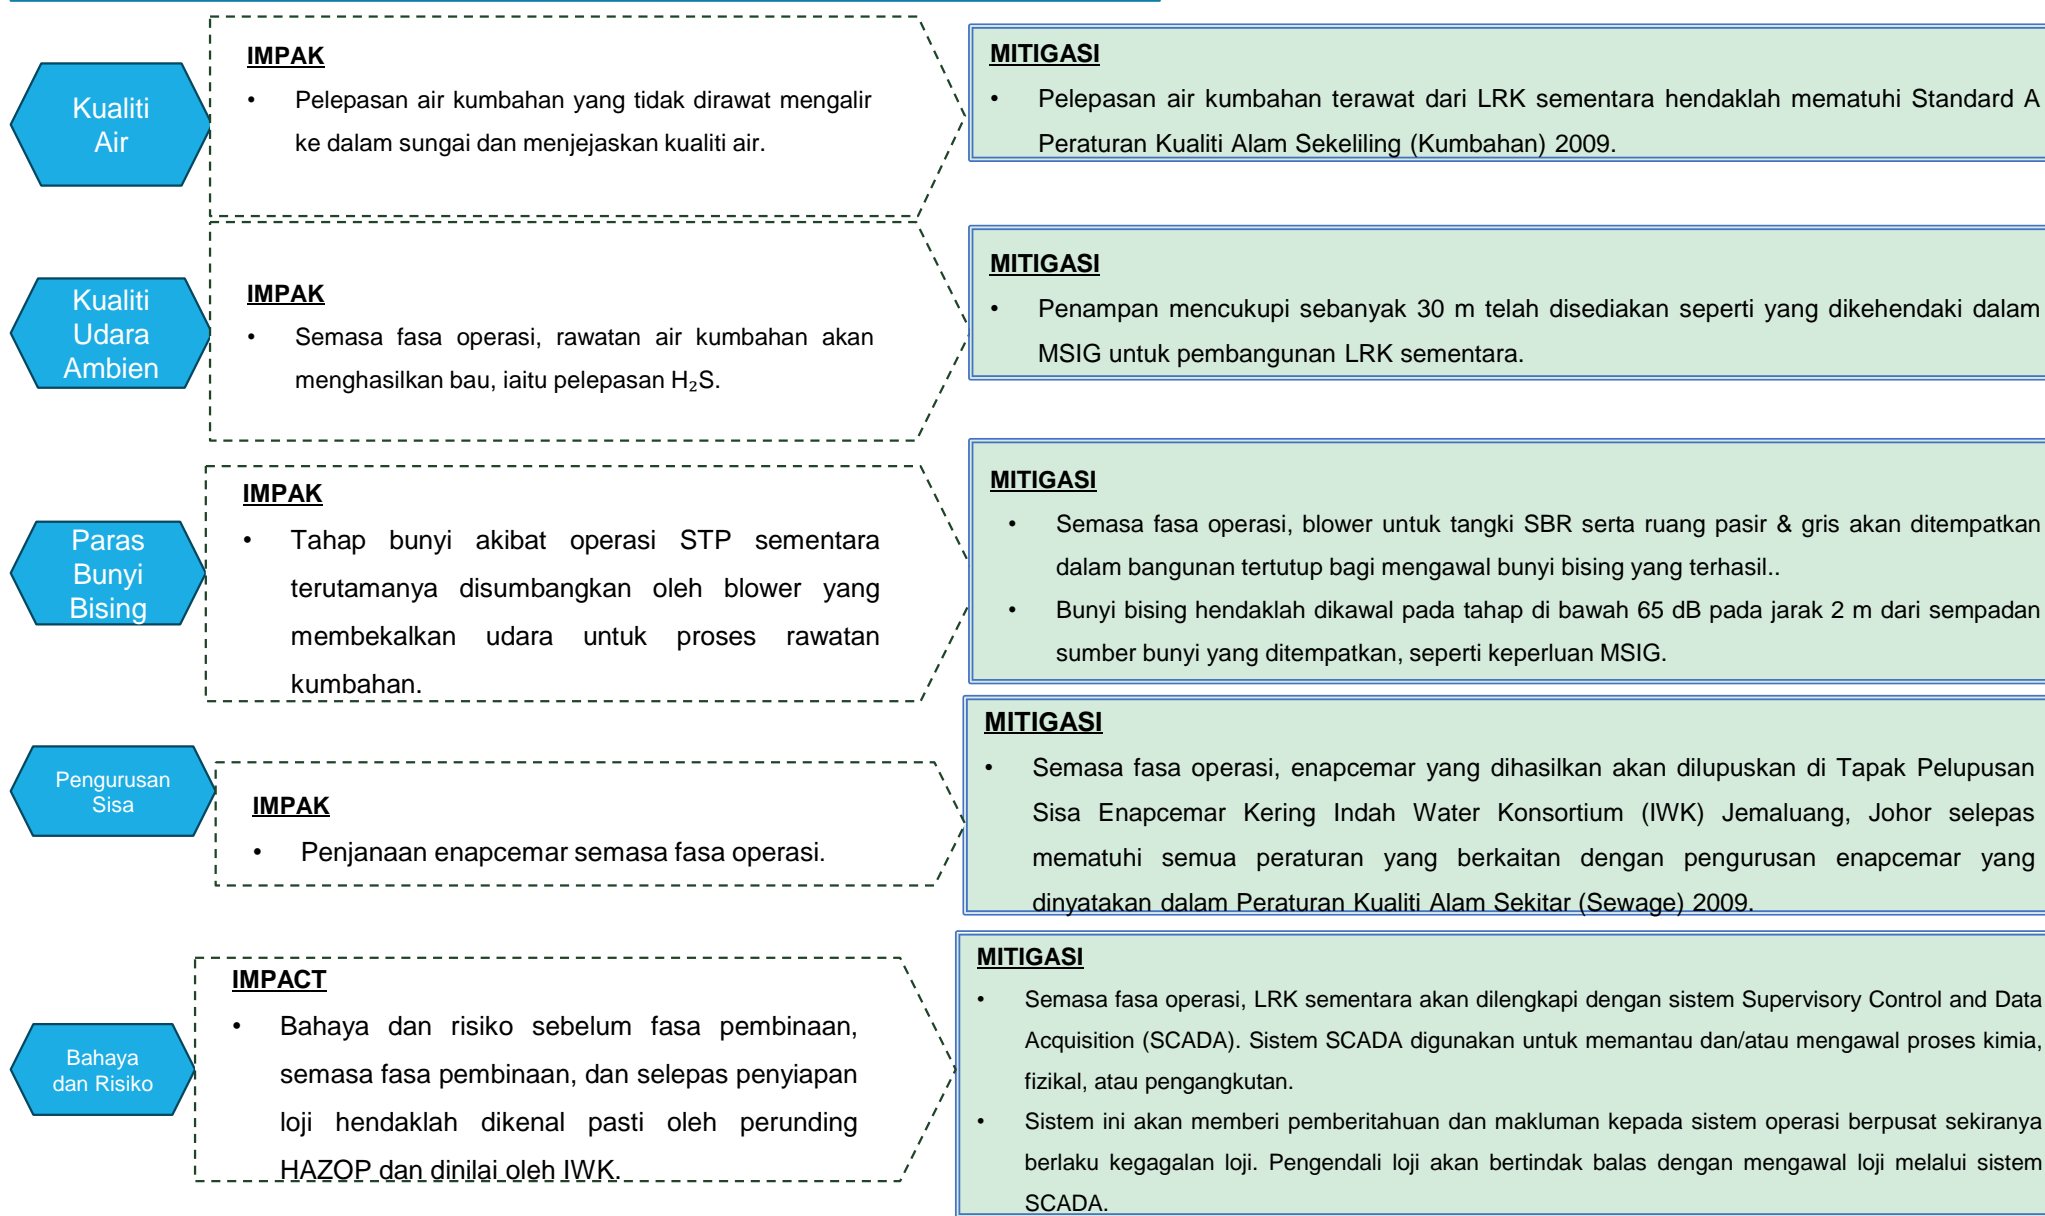 Kualiti
Air
IMPAK
• Pelepasan air kumbahan yang tidak dirawat mengalir
ke dalam sungai dan menjejaskan kualiti air.
MITIGASI
• Pelepasan air kumbahan terawat dari LRK sementara hendaklah mematuhi Standard A
Peraturan Kualiti Alam Sekeliling (Kumbahan) 2009.
Kualiti
Udara
Ambien
IMPAK
• Semasa fasa operasi, rawatan air kumbahan akan
menghasilkan bau, iaitu pelepasan H₂S.
MITIGASI
• Penampan mencukupi sebanyak 30 m telah disediakan seperti yang dikehendaki dalam
MSIG untuk pembangunan LRK sementara.
Paras
Bunyi
Bising
IMPAK
• Tahap bunyi akibat operasi STP sementara
terutamanya disumbangkan oleh blower yang
membekalkan udara untuk proses rawatan
kumbahan.
MITIGASI
• Semasa fasa operasi, blower untuk tangki SBR serta ruang pasir & gris akan ditempatkan
dalam bangunan tertutup bagi mengawal bunyi bising yang terhasil..
• Bunyi bising hendaklah dikawal pada tahap di bawah 65 dB pada jarak 2 m dari sempadan
sumber bunyi yang ditempatkan, seperti keperluan MSIG.
Pengurusan
Sisa
IMPAK
• Penjanaan enapcemar semasa fasa operasi.
MITIGASI
• Semasa fasa operasi, enapcemar yang dihasilkan akan dilupuskan di Tapak Pelupusan
Sisa Enapcemar Kering Indah Water Konsortium (IWK) Jemaluang, Johor selepas
mematuhi semua peraturan yang berkaitan dengan pengurusan enapcemar yang
dinyatakan dalam Peraturan Kualiti Alam Sekitar (Sewage) 2009.
Bahaya
dan Risiko
IMPACT
• Bahaya dan risiko sebelum fasa pembinaan,
semasa fasa pembinaan, dan selepas penyiapan
loji hendaklah dikenal pasti oleh perunding
HAZOP dan dinilai oleh IWK.
MITIGASI
• Semasa fasa operasi, LRK sementara akan dilengkapi dengan sistem Supervisory Control and Data
Acquisition (SCADA). Sistem SCADA digunakan untuk memantau dan/atau mengawal proses kimia,
fizikal, atau pengangkutan.
• Sistem ini akan memberi pemberitahuan dan makluman kepada sistem operasi berpusat sekiranya
berlaku kegagalan loji. Pengendali loji akan bertindak balas dengan mengawal loji melalui sistem
SCADA.